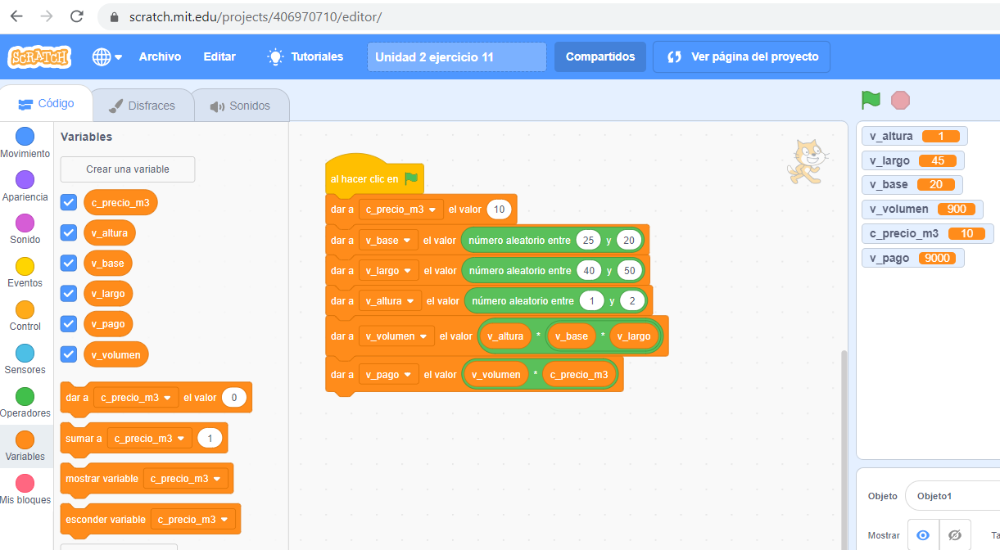 scratch.mit.edu/projects/406970710/editor/
SCRATCH
Archivo
Editar
Tutoriales
Unidad 2 ejercicio 11
Compartidos
Ver página del proyecto
Código
Disfraces
Sonidos
Movimiento
Apariencia
Sonido
Eventos
Control
Sensores
Operadores
Variables
Mis bloques
Variables
Crear una variable
c_precio_m3
v_altura
v_base
v_largo
v_pago
v_volumen
dar a c_precio_m3 el valor 0
sumar a c_precio_m3 1
mostrar variable c_precio_m3
esconder variable c_precio_m3
al hacer clic en
dar a c_precio_m3 el valor 10
dar a v_base el valor número aleatorio entre 25 y 20
dar a v_largo el valor número aleatorio entre 40 y 50
dar a v_altura el valor número aleatorio entre 1 y 2
dar a v_volumen el valor v_altura * v_base * v_largo
dar a v_pago el valor v_volumen * c_precio_m3
v_altura 1
v_largo 45
v_base 20
v_volumen 900
c_precio_m3 10
v_pago 9000
Objeto Objeto1
Mostrar Ta